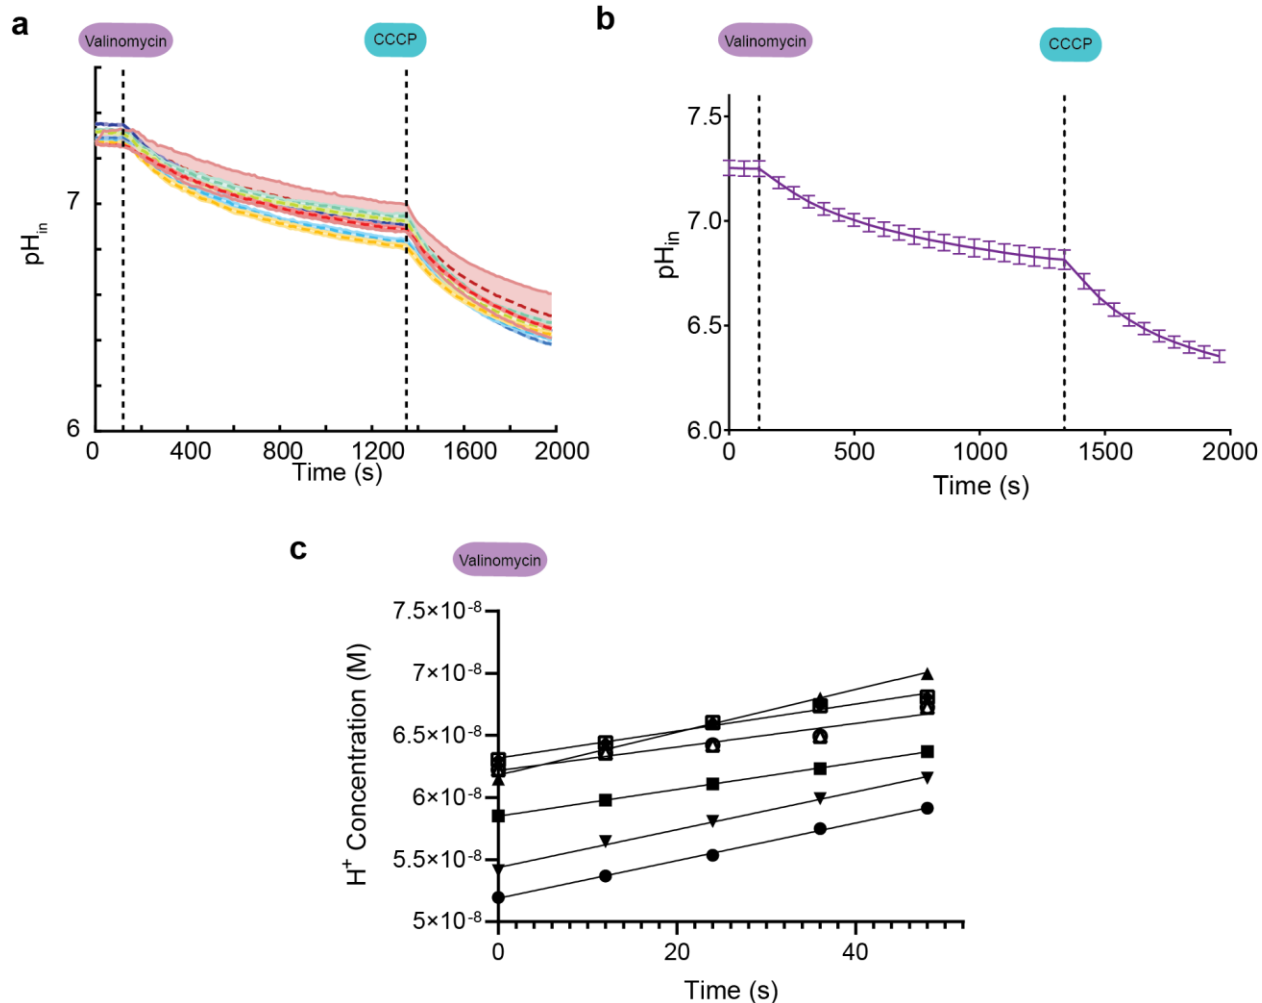 a
Valinomycin
CCCP
7
6
pHin
0 400 800 1200 1600 2000
Time (s)
b
Valinomycin
CCCP
7.5
7.0
6.5
6.0
pHin
0 500 1000 1500 2000
Time (s)
c
Valinomycin
7.5×10-8
7×10-8
6.5×10-8
6×10-8
5.5×10-8
5×10-8
H+ Concentration (M)
0 20 40
Time (s)